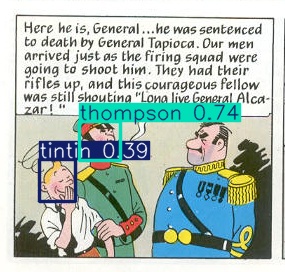 Here he is, General...he was sentenced
to death by General Tapioca. Our men
arrived just as the firing squad were
going to shoot him. They had their
rifles up, and this courageous fellow
was still shouting "Long live General Alca-
zar!"
thompson 0.74
tintin 0.39